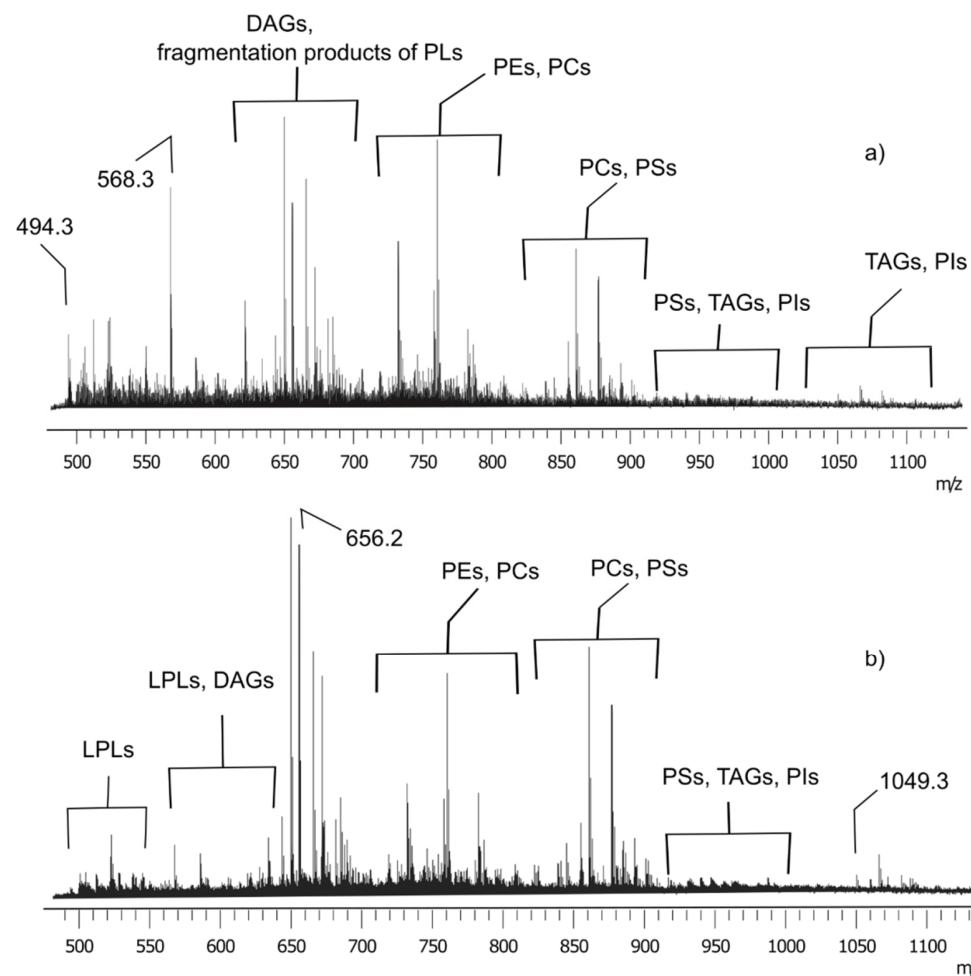 DAGs,
fragmentation products of PLs
PEs, PCs
a)
568.3
PCs, PSs
494.3
TAGs, PIs
PSs, TAGs, PIs
500 550 600 650 700 750 800 850 900 950 1000 1050 1100
m/z
656.2
PEs, PCs
PCs, PSs
b)
LPLs, DAGs
LPLs
PSs, TAGs, PIs
1049.3
500 550 600 650 700 750 800 850 900 950 1000 1050 1100
m